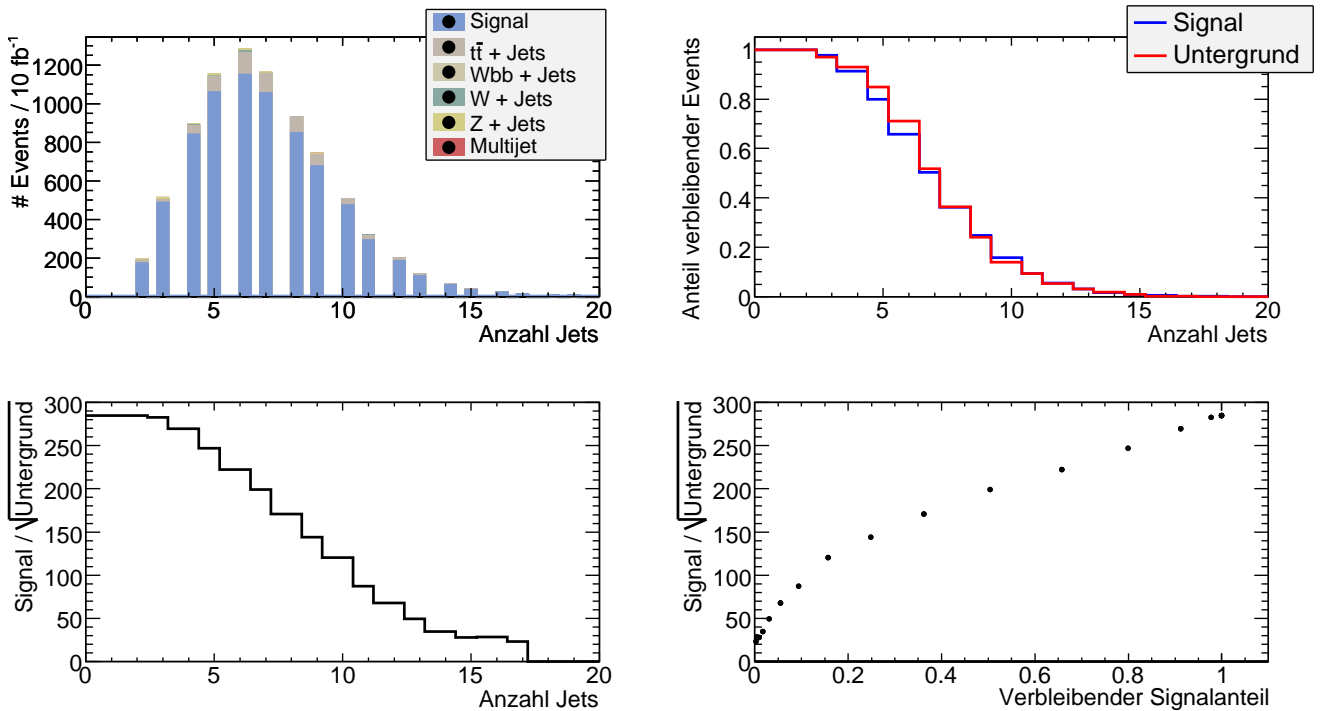 # Events / 10 fb⁻¹
1200
1000
800
600
400
200
0
0 5 10 15 20
Anzahl Jets
Signal
tt̄ + Jets
Wbb + Jets
W + Jets
Z + Jets
Multijet
Anteil verbleibender Events
1
0.8
0.6
0.4
0.2
0
0 5 10 15 20
Anzahl Jets
Signal
Untergrund
Signal / √Untergrund
300
250
200
150
100
50
0
0 5 10 15 20
Anzahl Jets
Signal / √Untergrund
300
250
200
150
100
50
0
0 0.2 0.4 0.6 0.8 1
Verbleibender Signalanteil